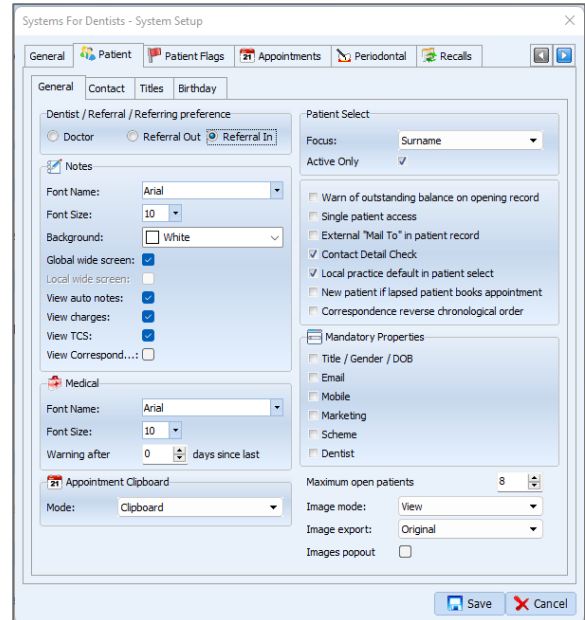 Systems For Dentists - System Setup
General Patient Patient Flags 21 Appointments Periodontal Recalls
General Contact Titles Birthday
Dentist / Referral / Referring preference
Doctor Referral Out Referral In
Notes
Font Name: Arial
Font Size: 10
Background: White
Global wide screen:
Local wide screen:
View auto notes:
View charges:
View TCS:
View Correspond...:
Medical
Font Name: Arial
Font Size: 10
Warning after 0 days since last
21 Appointment Clipboard
Mode: Clipboard
Patient Select
Focus: Surname
Active Only
Warn of outstanding balance on opening record
Single patient access
External "Mail To" in patient record
Contact Detail Check
Local practice default in patient select
New patient if lapsed patient books appointment
Correspondence reverse chronological order
Mandatory Properties
Title / Gender / DOB
Email
Mobile
Marketing
Scheme
Dentist
Maximum open patients 8
Image mode: View
Image export: Original
Images popout
Save Cancel